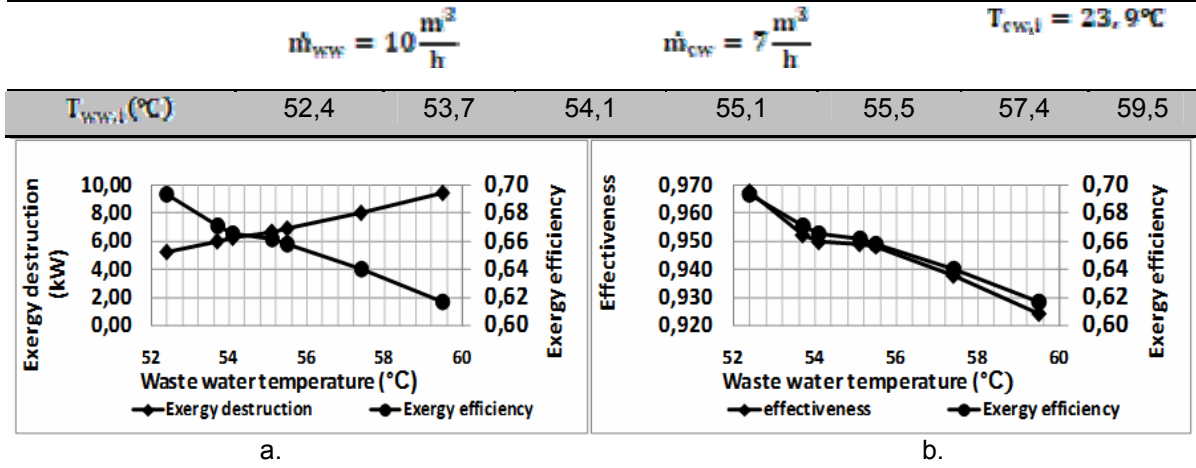 ṁww = 10 m³/h ṁcw = 7 m³/h Tcw,i = 23,9℃
Tww,i(℃) 52,4 53,7 54,1 55,1 55,5 57,4 59,5
Exergy destruction
(kW)
10,00
8,00
6,00
4,00
2,00
0,00
0,70
0,68
0,66
0,64
0,62
0,60
Exergy efficiency
52 54 56 58 60
Waste water temperature (°C)
Exergy destruction Exergy efficiency
a.
Effectiveness
0,970
0,960
0,950
0,940
0,930
0,920
0,70
0,68
0,66
0,64
0,62
0,60
Exergy efficiency
52 54 56 58 60
Waste water temperature (°C)
effectiveness Exergy efficiency
b.